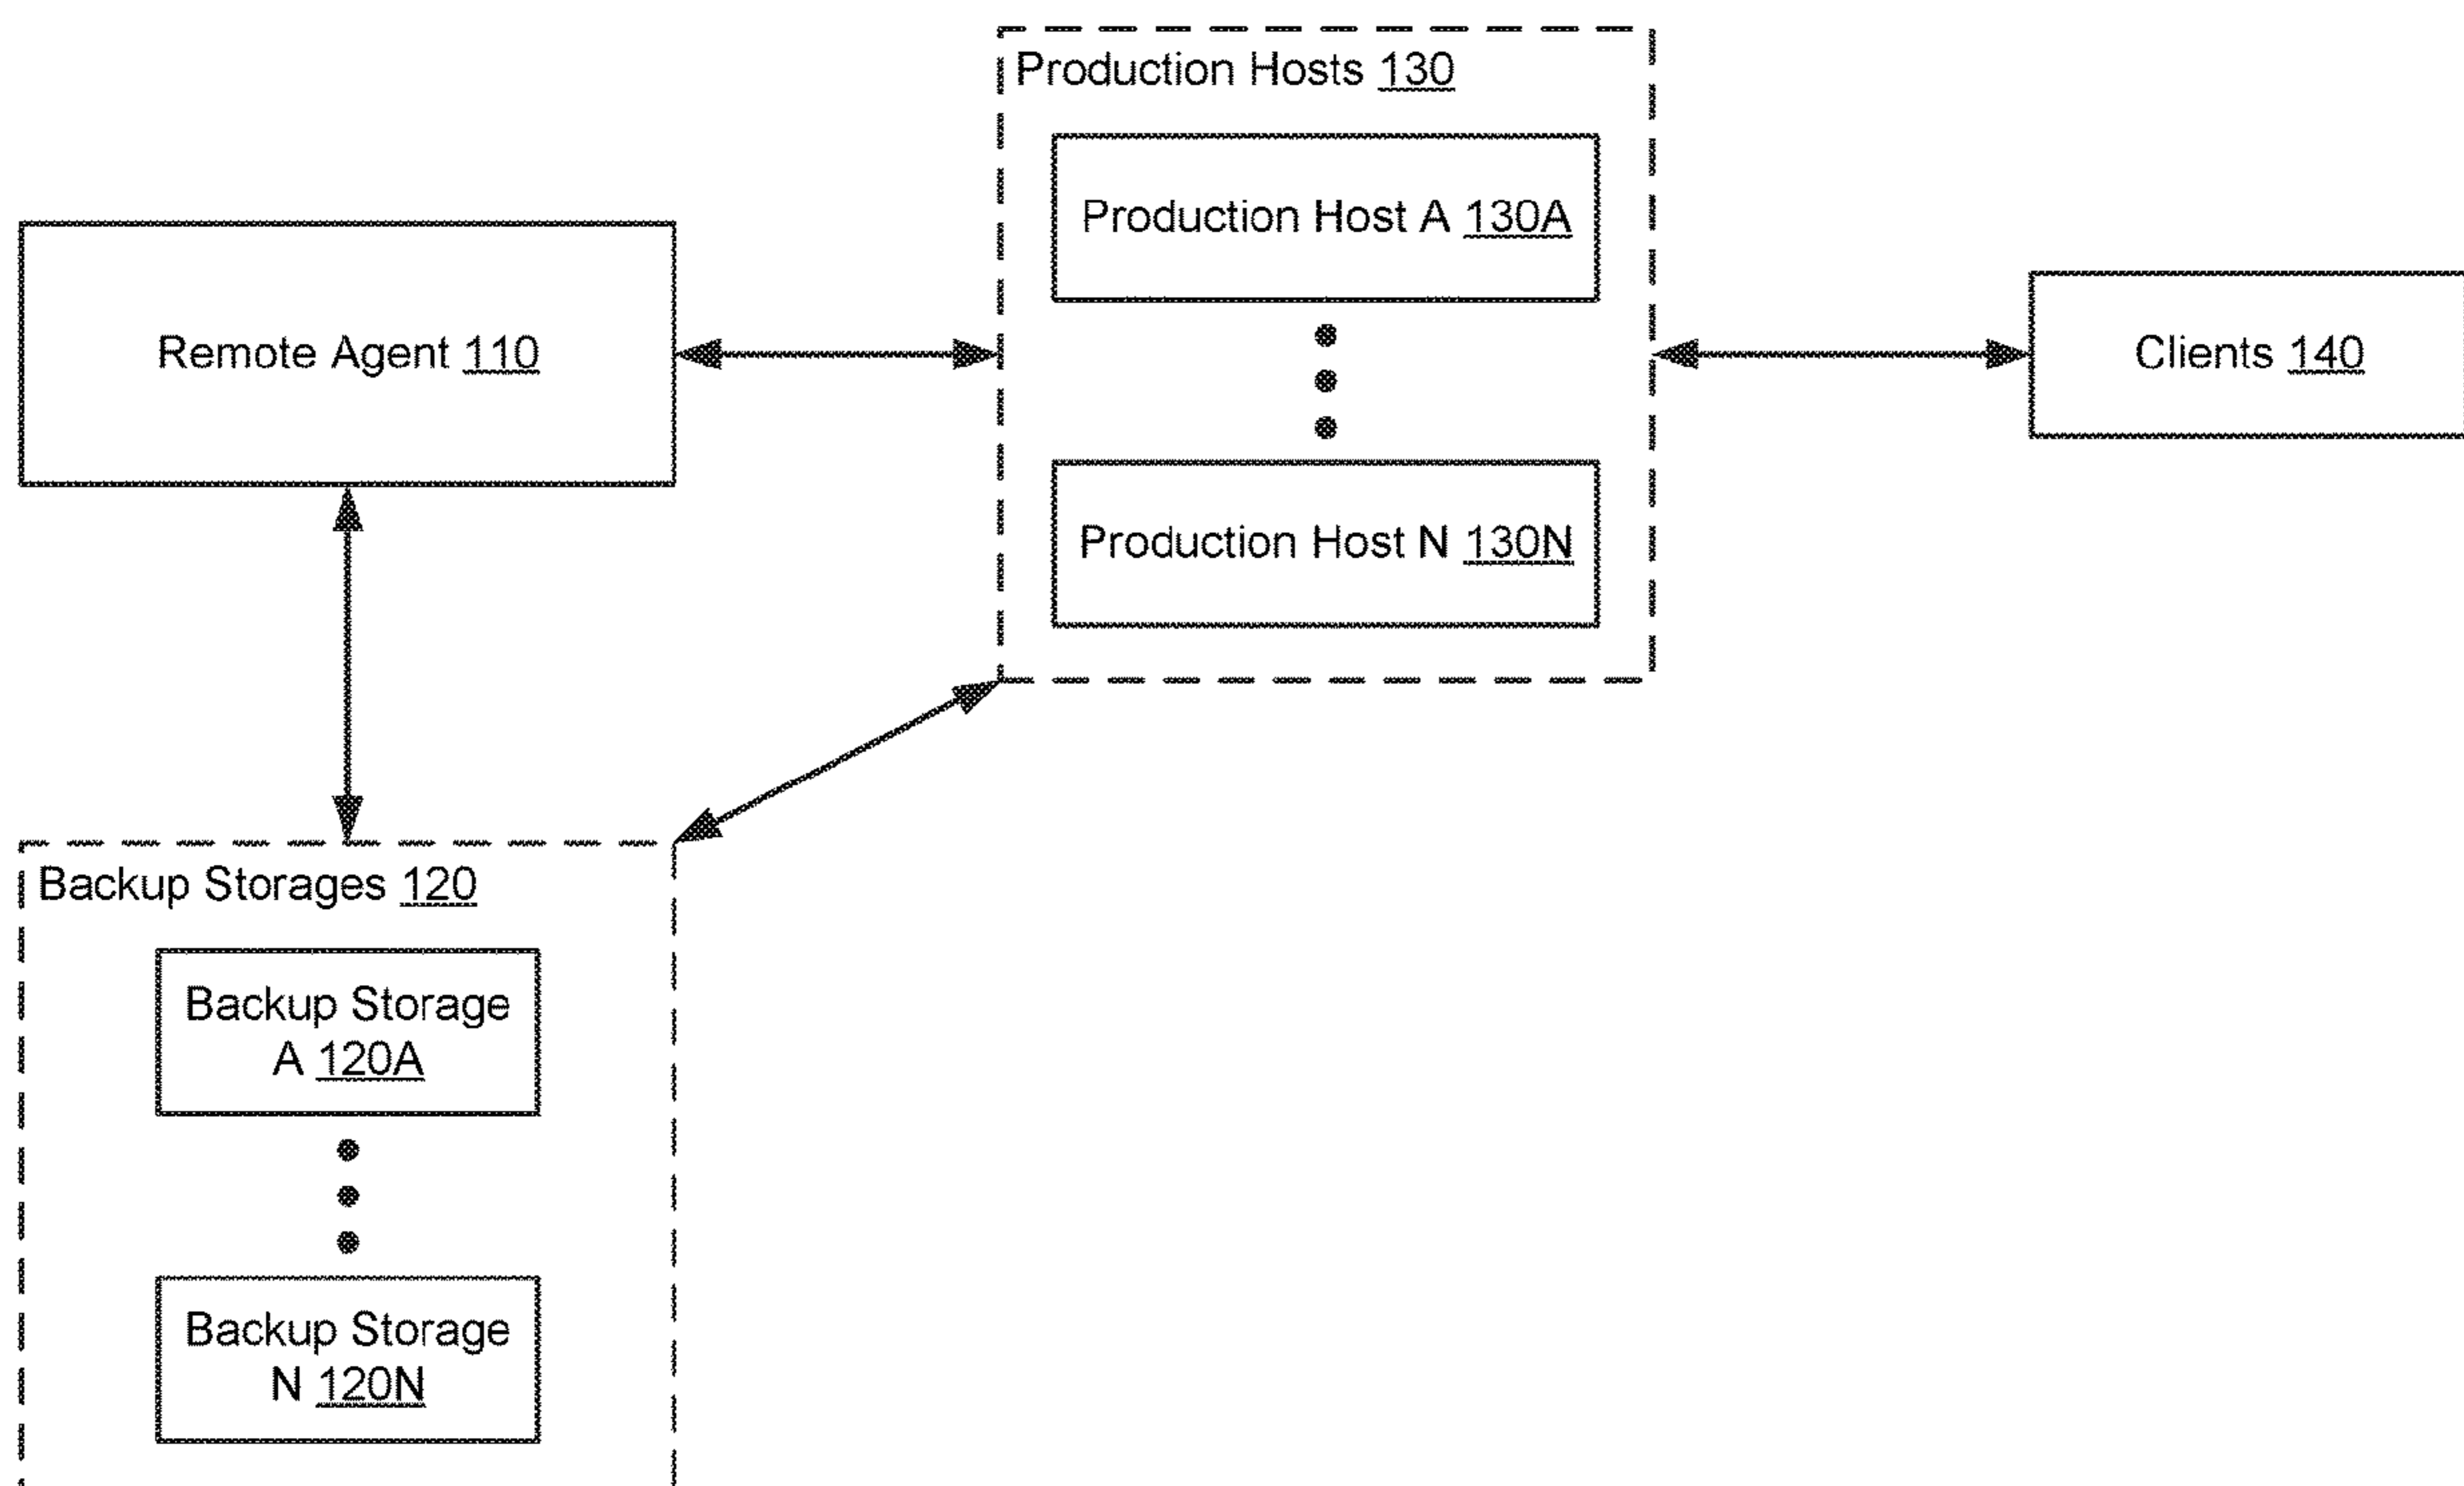 Production Hosts 130
Production Host A 130A
Remote Agent 110
Clients 140
Production Host N 130N
Backup Storages 120
Backup Storage
A 120A
Backup Storage
N 120N